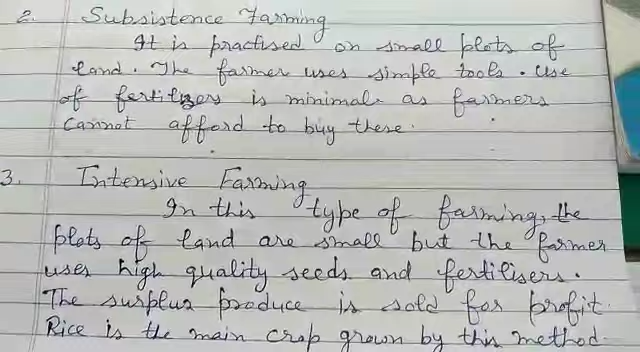 2. Subsistence Farming
It is practised on small plots of
land. The farmer uses simple tools. Use
of fertilizers is minimal as farmers
cannot afford to buy these.
3. Intensive Farming
In this type of farming, the
plots of land are small but the farmer
uses high quality seeds and fertilisers.
The surplus produce is sold for profit.
Rice is the main crop grown by this method.